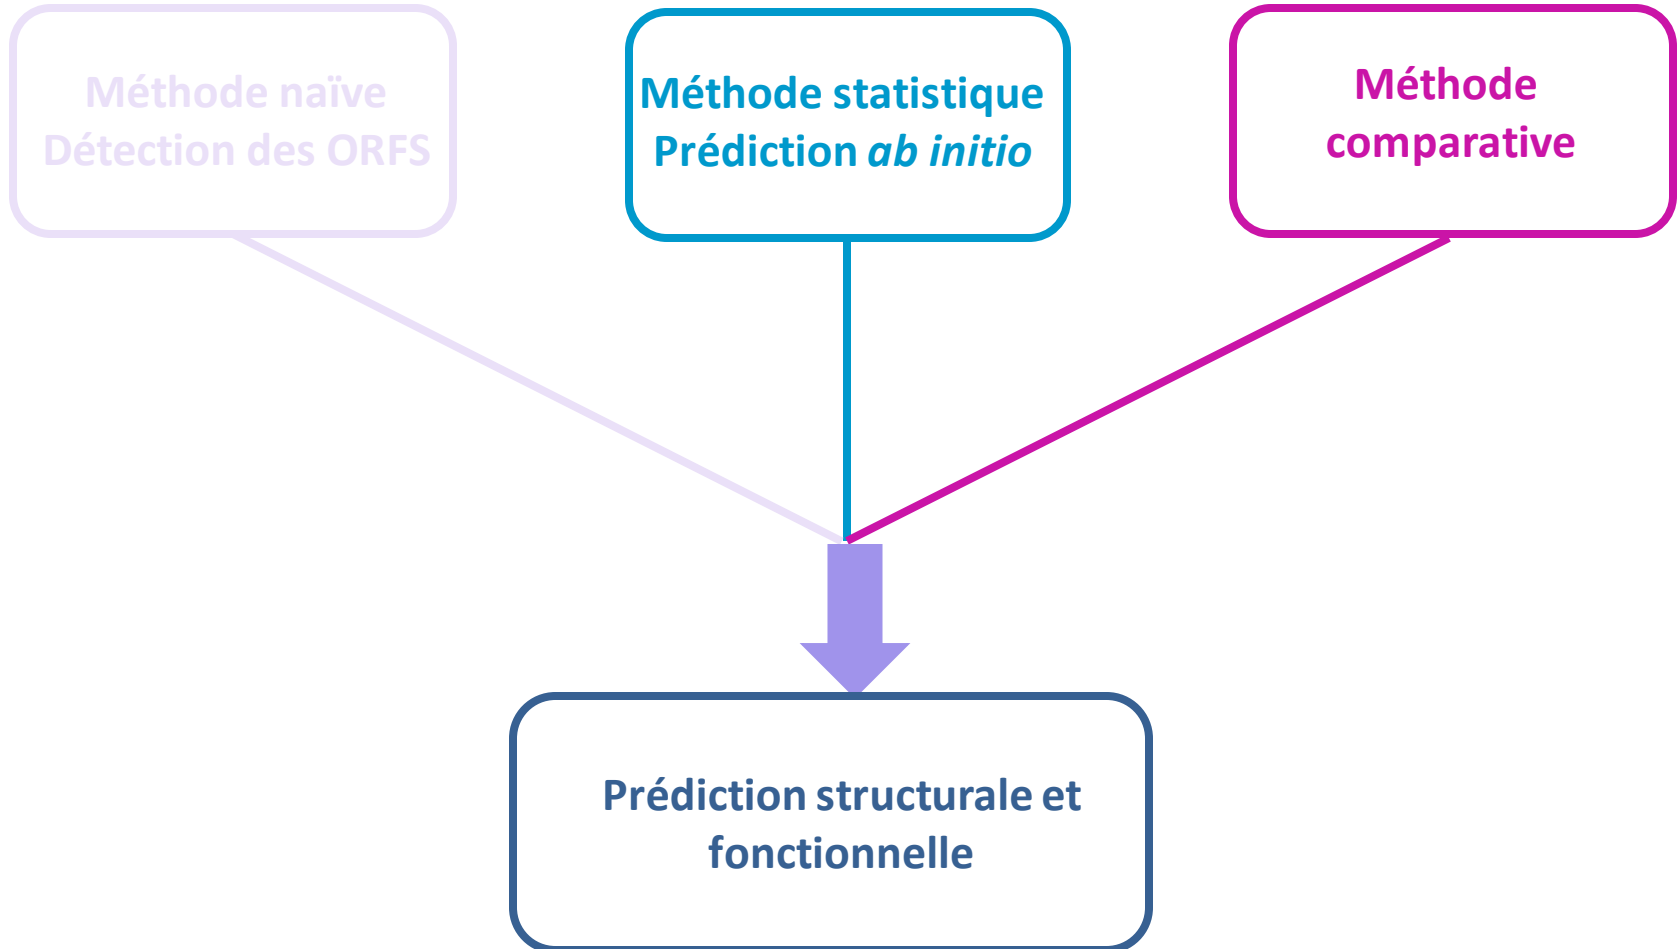 Méthode naïve
Détection des ORFS
Méthode statistique
Prédiction ab initio
Méthode
comparative
Prédiction structurale et
fonctionnelle